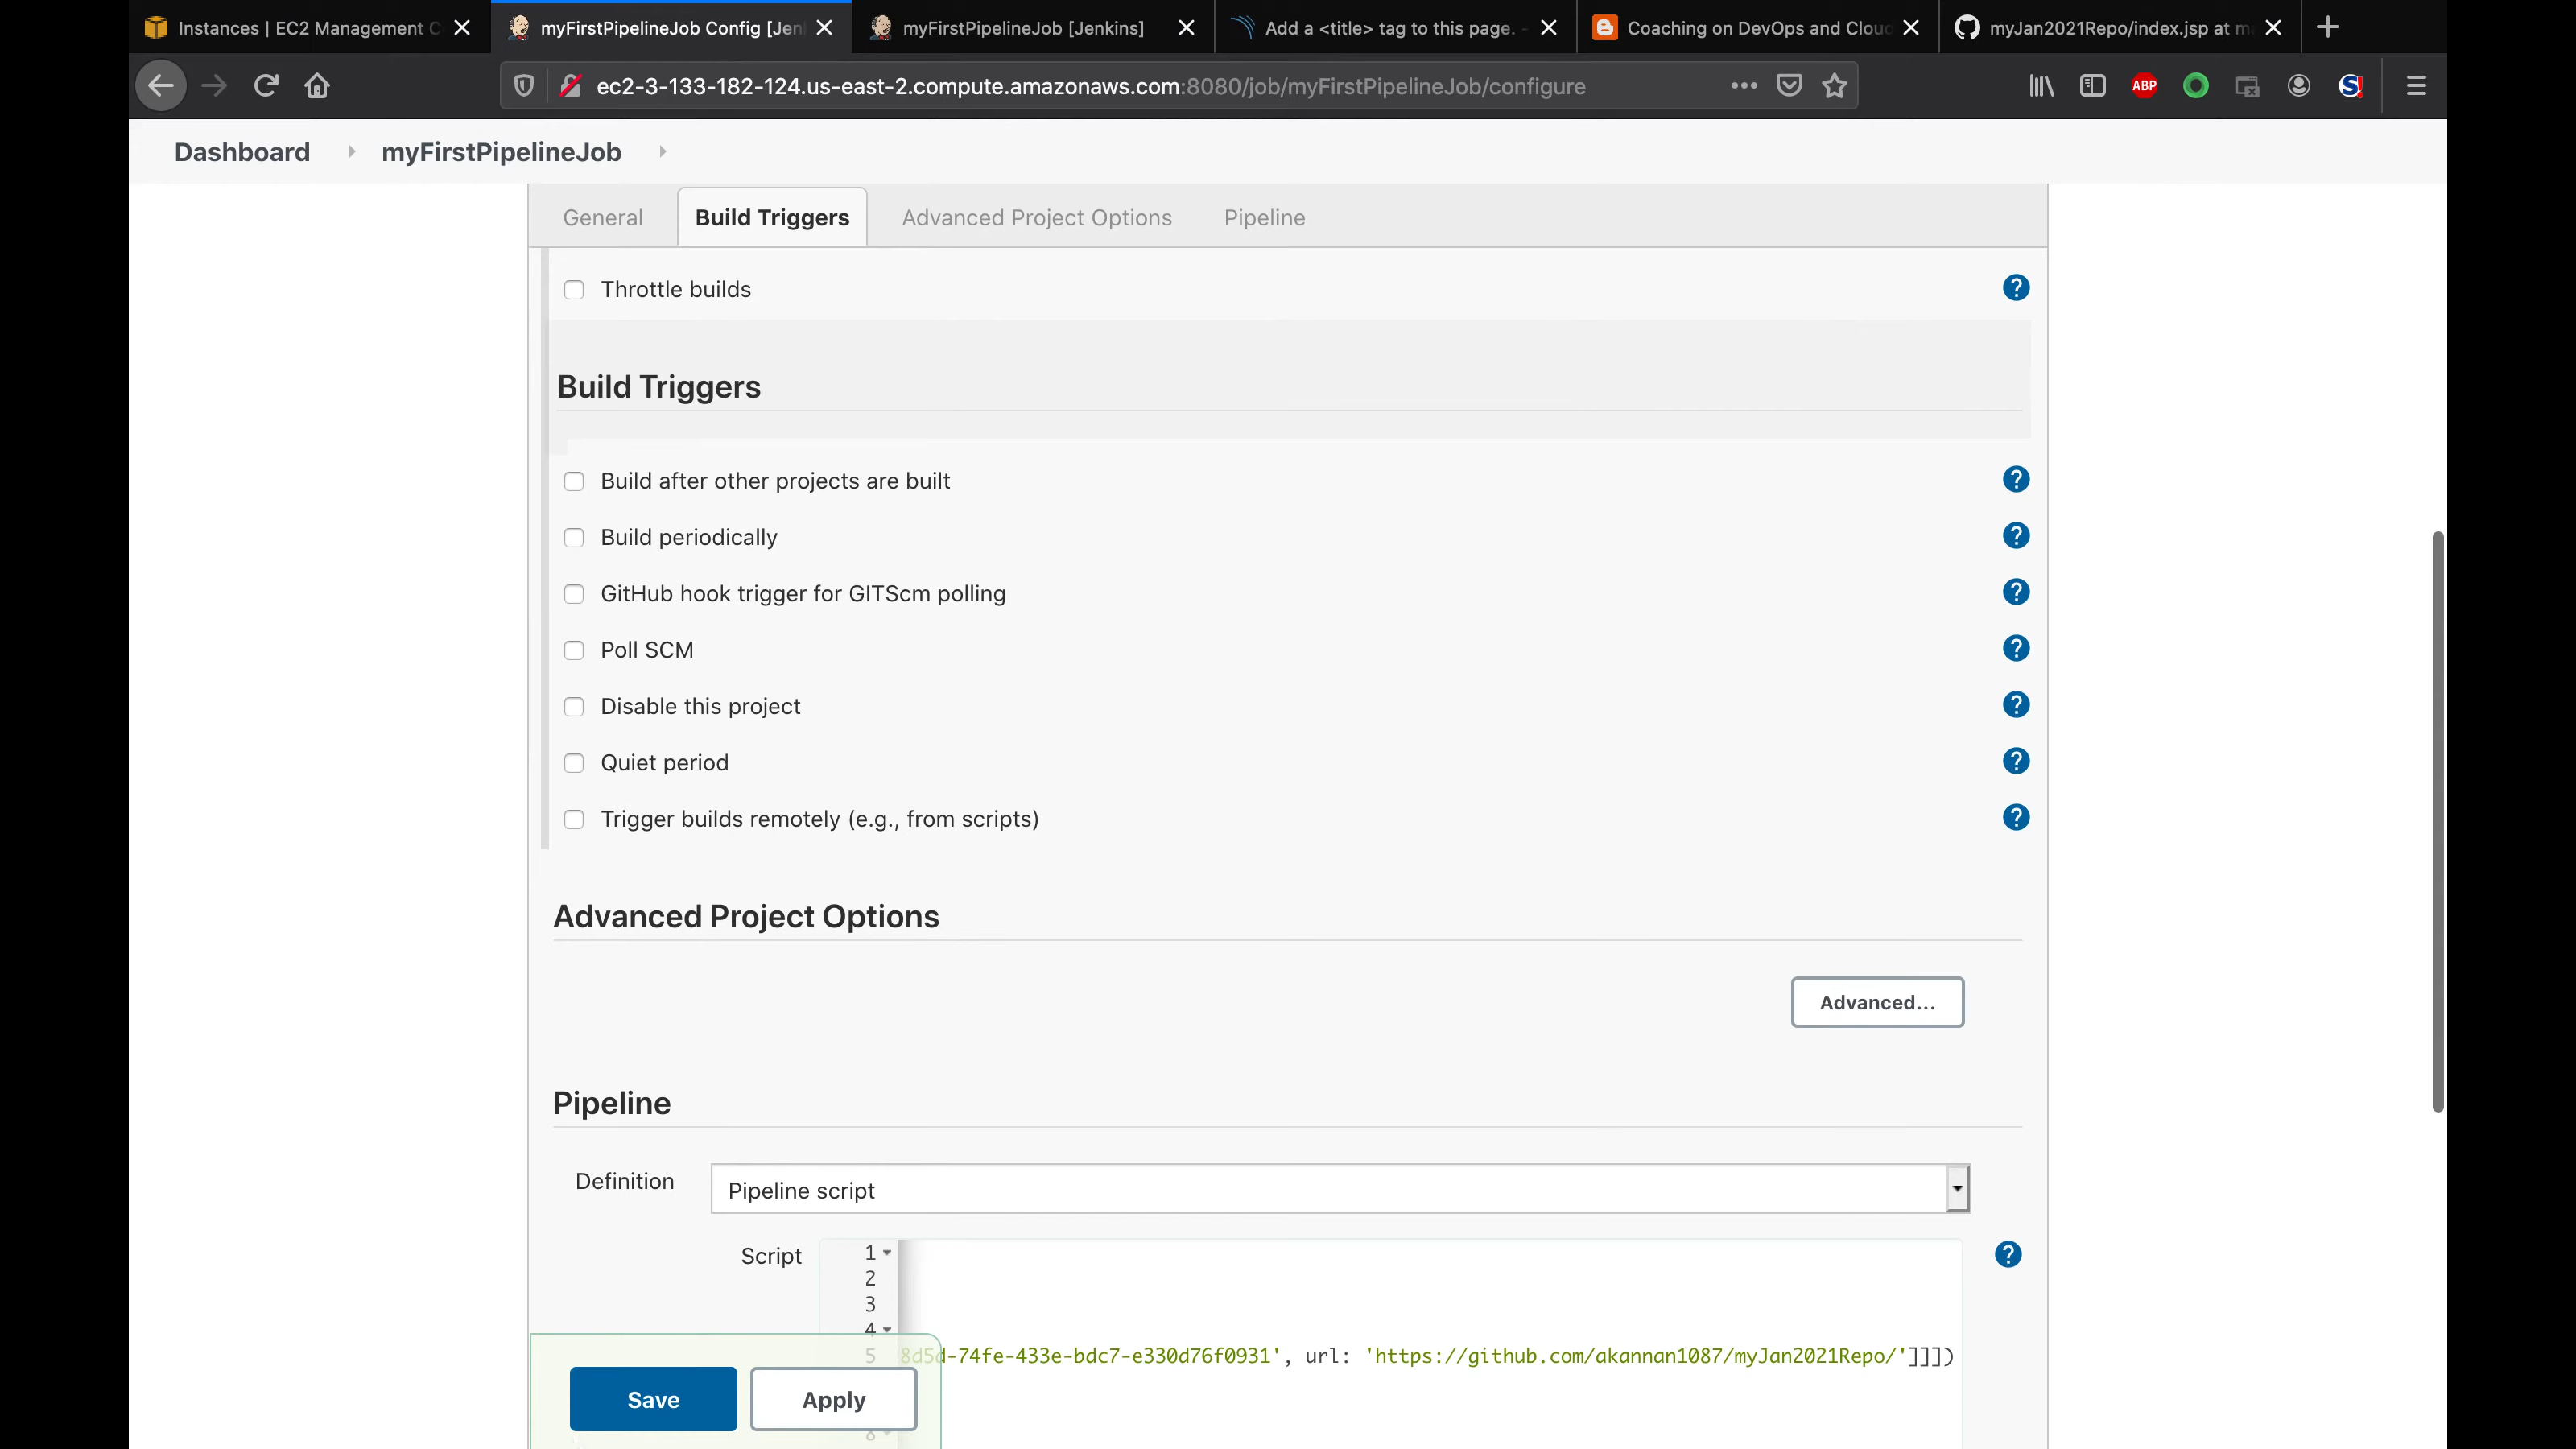 Instances | EC2 Management C
myFirstPipelineJob Config [Jen
myFirstPipelineJob [Jenkins]
Add a <title> tag to this page. -
Coaching on DevOps and Clou
myJan2021Repo/index.jsp at m
ec2-3-133-182-124.us-east-2.compute.amazonaws.com:8080/job/myFirstPipelineJob/configure
ABP
Dashboard
myFirstPipelineJob
General
Build Triggers
Advanced Project Options
Pipeline
Throttle builds
?
Build Triggers
Build after other projects are built
?
Build periodically
?
GitHub hook trigger for GITScm polling
?
Poll SCM
?
Disable this project
?
Quiet period
?
Trigger builds remotely (e.g., from scripts)
?
Advanced Project Options
Advanced...
Pipeline
Definition
Pipeline script
Script
?
1
2
3
4
5
8d5d-74fe-433e-bdc7-e330d76f0931', url: 'https://github.com/akannan1087/myJan2021Repo/']]])
8
Save
Apply